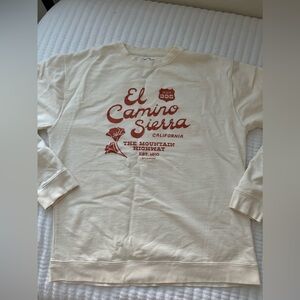 El
Camino
Sierra
CALIFORNIA
THE MOUNTAIN
HIGHWAY
EST. 1910